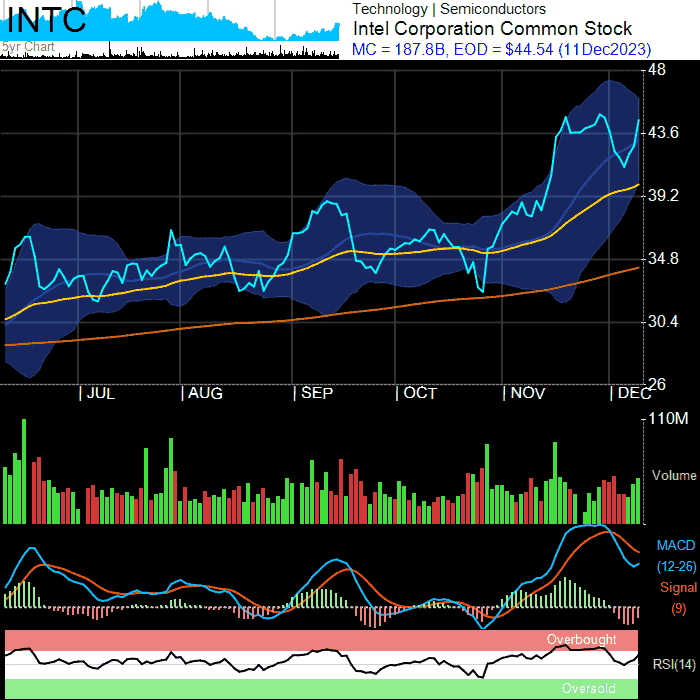 INTC
5yr Chart
Technology | Semiconductors
Intel Corporation Common Stock
MC = 187.8B, EOD = $44.54 (11Dec2023)
48
43.6
39.2
34.8
30.4
26
| JUL | AUG | SEP | OCT | NOV | DEC
110M
Volume
MACD
(12-26)
Signal
(9)
Overbought
RSI(14)
Oversold